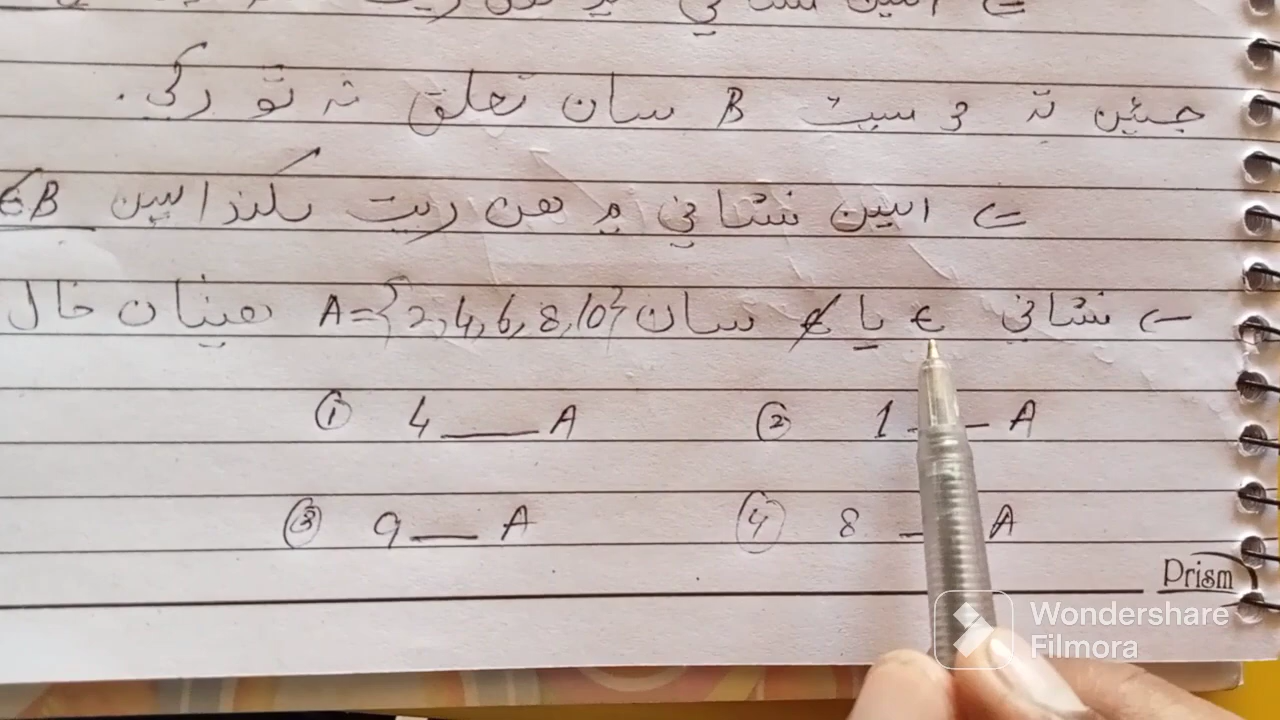 جيئن ته 3 سيٽ B سان تعلق نه ٿو رکي.
⇐ اسين نشاني ۾ هن ريت لکنداسين ∉B
← نشاني ∈ يا ∉ سان A={2,4,6,8,10} هيٺيان خال
① 4 ___ A ② 1 ___ A
③ 9 ___ A ④ 8 ___ A
Prism
Wondershare
Filmora